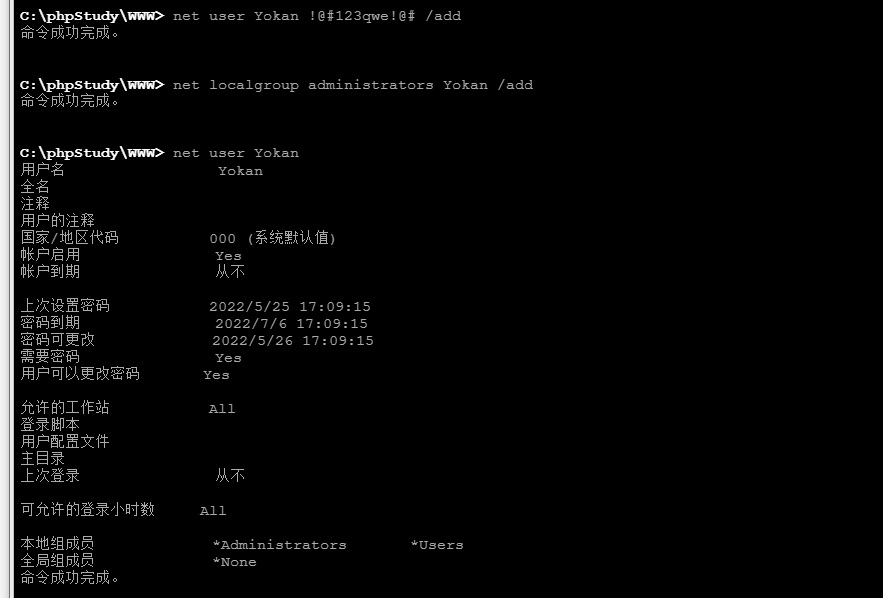 C:\phpStudy\WWW> net user Yokan !@#123qwe!@# /add
命令成功完成。
C:\phpStudy\WWW> net localgroup administrators Yokan /add
命令成功完成。
C:\phpStudy\WWW> net user Yokan
用户名 Yokan
全名
注释
用户的注释
国家/地区代码 000 (系统默认值)
帐户启用 Yes
帐户到期 从不
上次设置密码 2022/5/25 17:09:15
密码到期 2022/7/6 17:09:15
密码可更改 2022/5/26 17:09:15
需要密码 Yes
用户可以更改密码 Yes
允许的工作站 All
登录脚本
用户配置文件
主目录
上次登录 从不
可允许的登录小时数 All
本地组成员 *Administrators *Users
全局组成员 *None
命令成功完成。